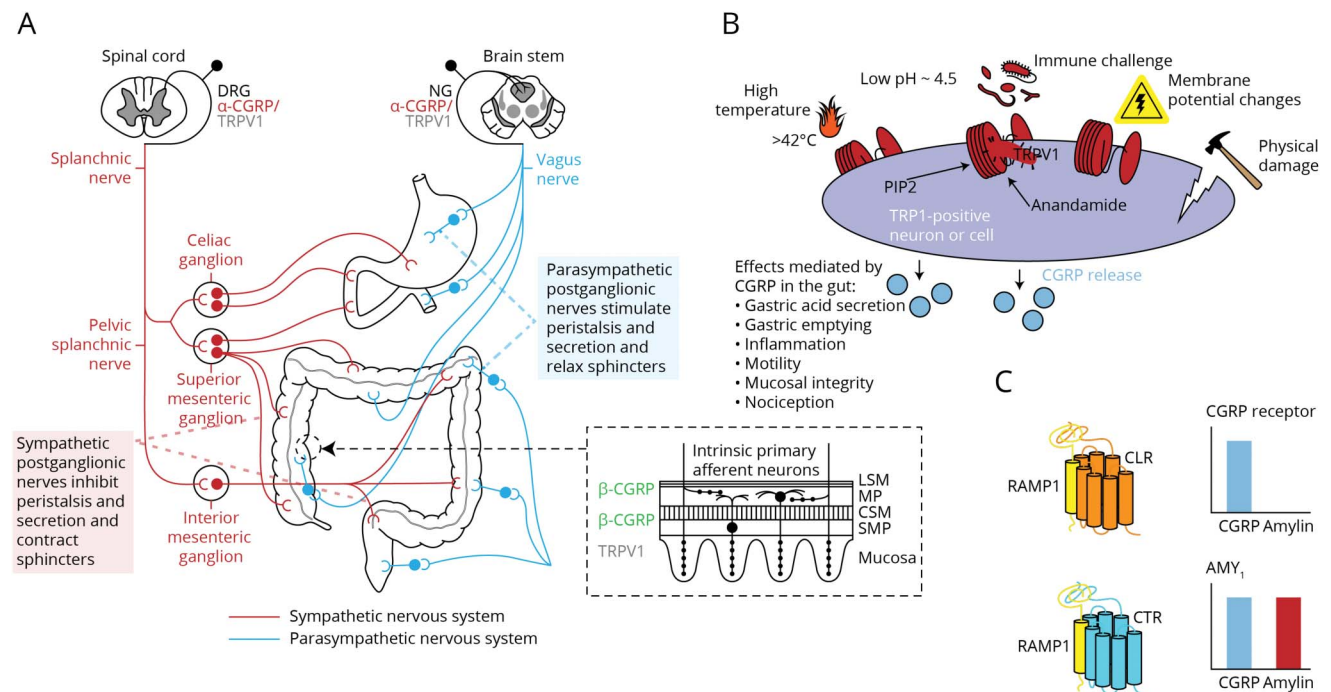 A
Spinal cord
DRG
α-CGRP/
TRPV1
Brain stem
NG
α-CGRP/
TRPV1
Splanchnic
nerve
Vagus
nerve
Celiac
ganglion
Pelvic
splanchnic
nerve
Superior
mesenteric
ganglion
Parasympathetic
postganglionic
nerves stimulate
peristalsis and
secretion and
relax sphincters
Sympathetic
postganglionic
nerves inhibit
peristalsis and
secretion and
contract
sphincters
Interior
mesenteric
ganglion
Intrinsic primary
afferent neurons
β-CGRP
β-CGRP
TRPV1
LSM
MP
CSM
SMP
Mucosa
Sympathetic nervous system
Parasympathetic nervous system
B
High
temperature
>42°C
Low pH ~ 4.5
Immune challenge
Membrane
potential changes
Physical
damage
TRPV1
PIP2
Anandamide
TRP1-positive
neuron or cell
CGRP release
Effects mediated by
CGRP in the gut:
• Gastric acid secretion
• Gastric emptying
• Inflammation
• Motility
• Mucosal integrity
• Nociception
C
RAMP1
CLR
CGRP receptor
CGRP Amylin
RAMP1
CTR
AMY1
CGRP Amylin